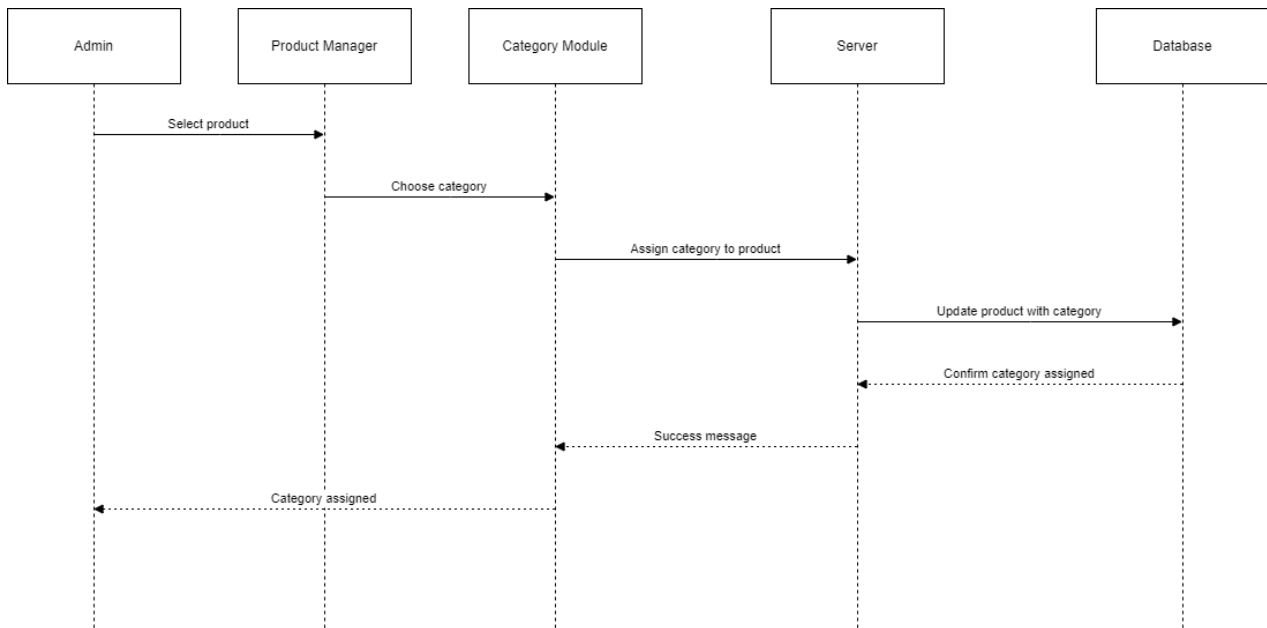 Admin
Product Manager
Category Module
Server
Database
Select product
Choose category
Assign category to product
Update product with category
Confirm category assigned
Success message
Category assigned